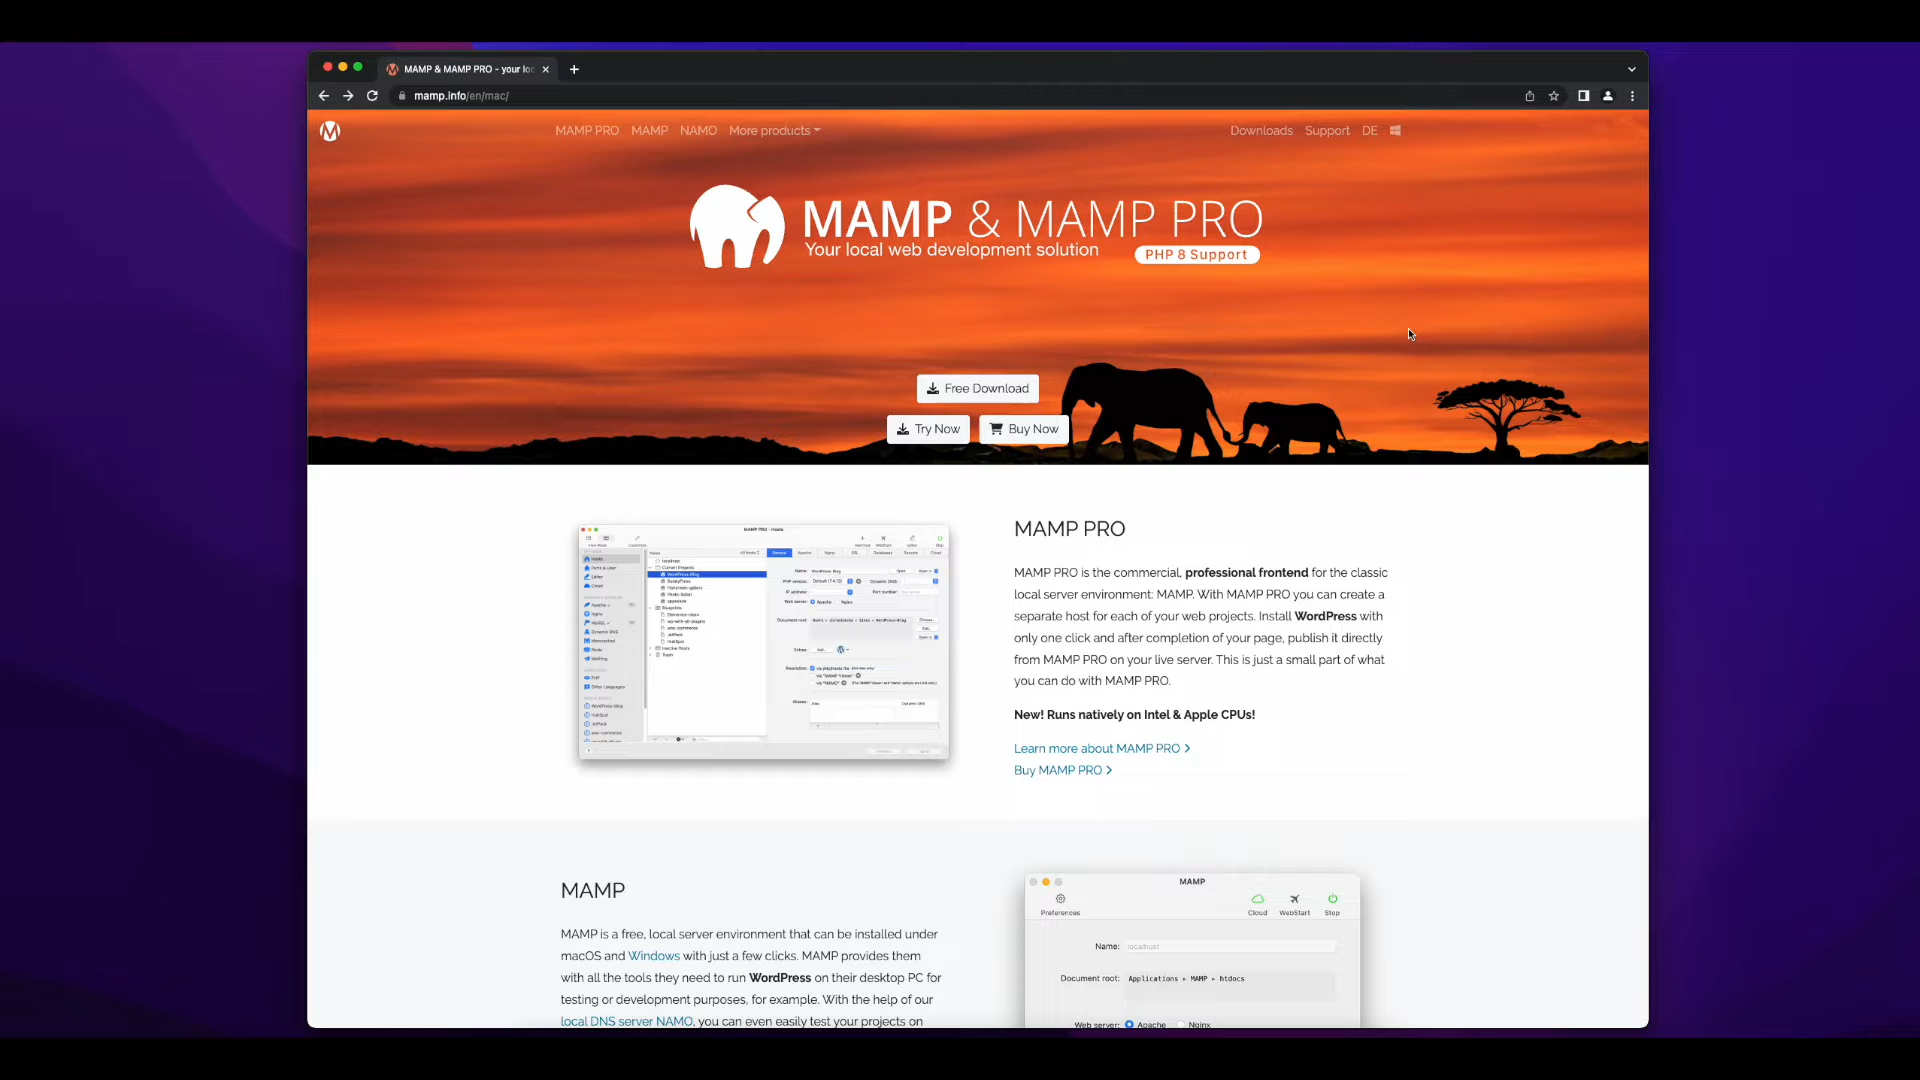 MAMP & MAMP PRO - your loc
mamp.info/en/mac/
MAMP PRO MAMP NAMO More products
Downloads Support DE
MAMP & MAMP PRO
Your local web development solution
PHP 8 Support
Free Download
Try Now
Buy Now
MAMP PRO
MAMP PRO is the commercial, professional frontend for the classic
local server environment: MAMP. With MAMP PRO you can create a
separate host for each of your web projects. Install WordPress with
only one click and after completion of your page, publish it directly
from MAMP PRO on your live server. This is just a small part of what
you can do with MAMP PRO.
New! Runs natively on Intel & Apple CPUs!
Learn more about MAMP PRO
Buy MAMP PRO
MAMP
MAMP is a free, local server environment that can be installed under
macOS and Windows with just a few clicks. MAMP provides them
with all the tools they need to run WordPress on their desktop PC for
testing or development purposes, for example. With the help of our
local DNS server NAMO, you can even easily test your projects on
MAMP
Preferences
Cloud WebStart Stop
Name: localhost
Document root: Applications ▸ MAMP ▸ htdocs
Web server: Apache Nginx